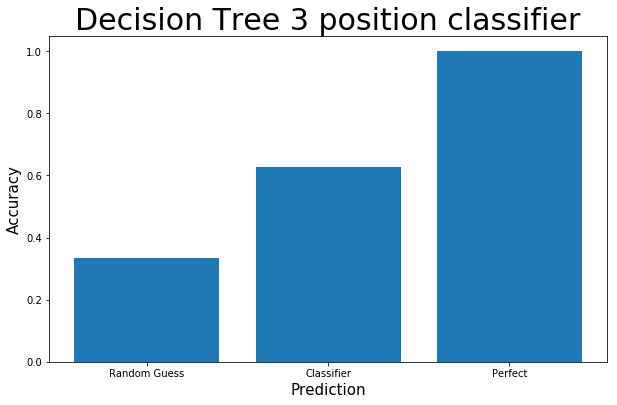 Decision Tree 3 position classifier
Accuracy
1.0
0.8
0.6
0.4
0.2
0.0
Random Guess
Classifier
Perfect
Prediction